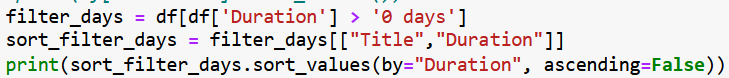 filter_days = df[df['Duration'] > '0 days']
sort_filter_days = filter_days[["Title","Duration"]]
print(sort_filter_days.sort_values(by="Duration", ascending=False))